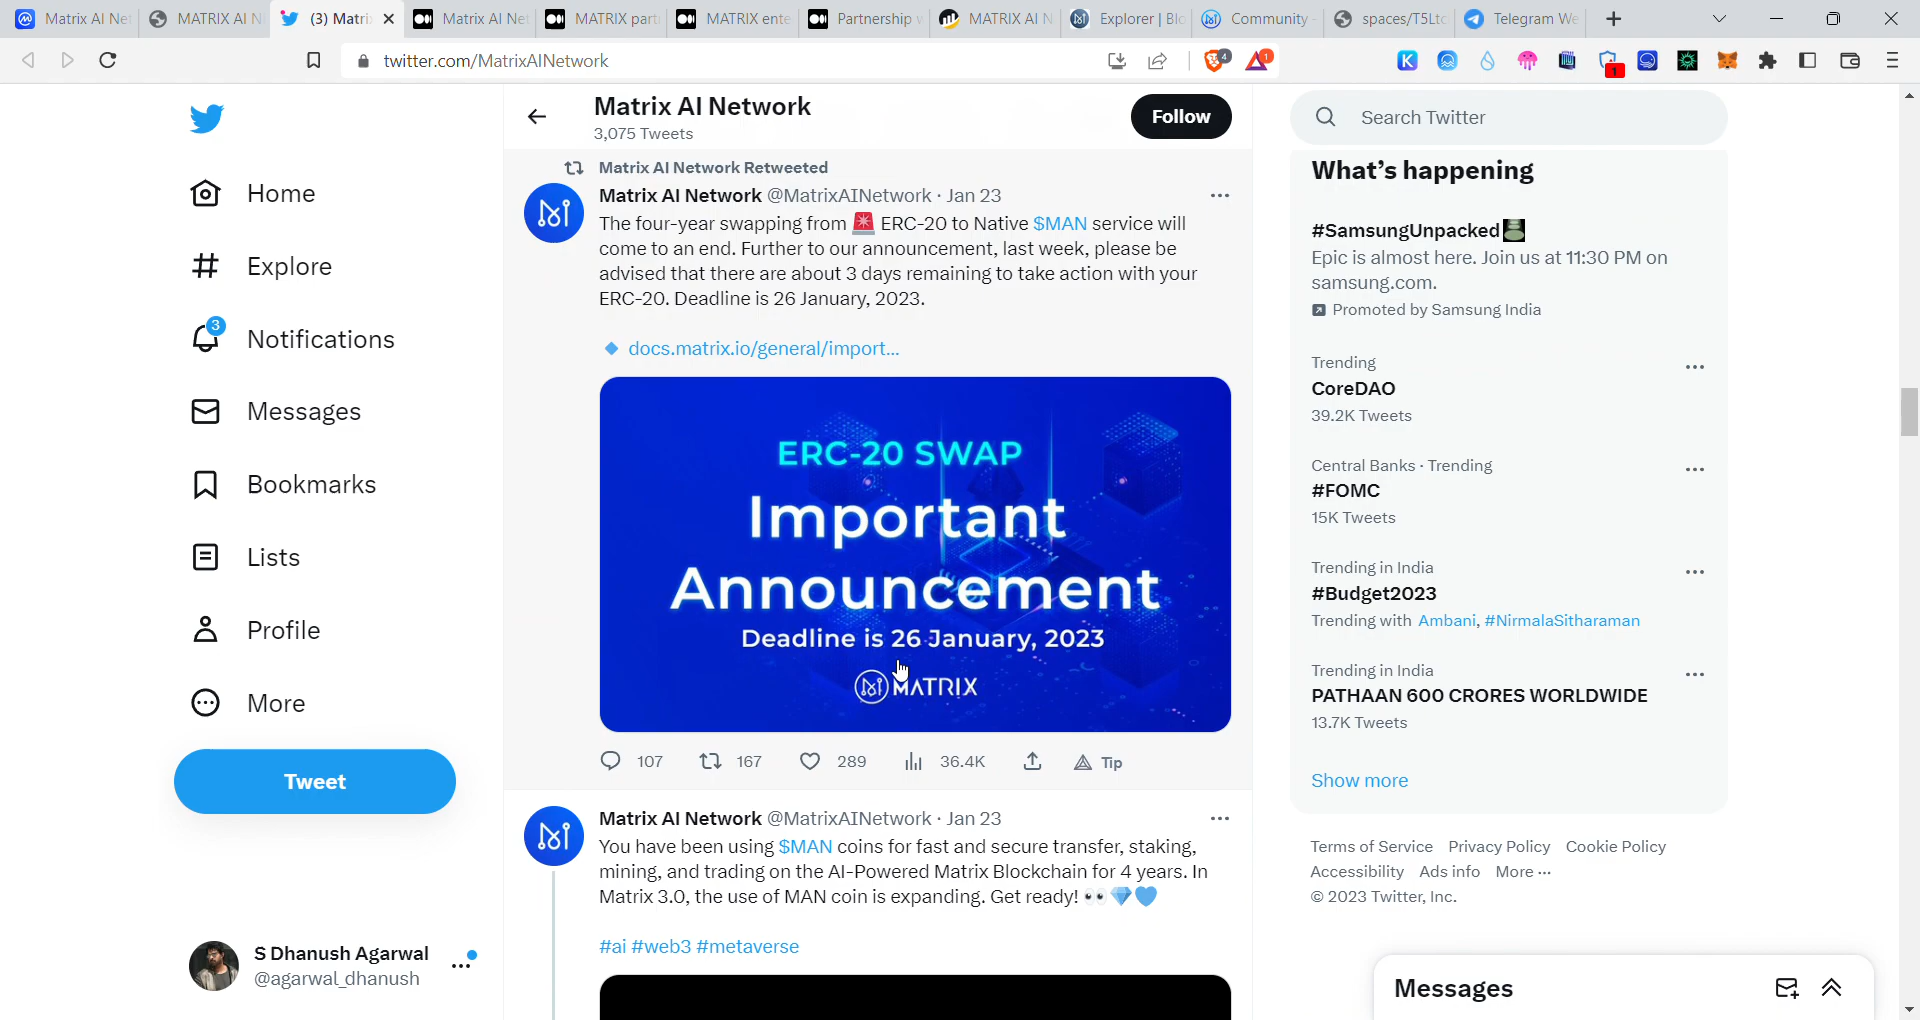 Matrix AI Ne
MATRIX AI N
(3) Matri
Matrix AI Net
MATRIX part
MATRIX ente
Partnership
MATRIX AI N
Explorer | Blo
Community
spaces/T5Ltc
Telegram We
twitter.com/MatrixAINetwork
4
1
1
Matrix AI Network
3,075 Tweets
Follow
Home
Explore
3
Notifications
Messages
Bookmarks
Lists
Profile
More
Tweet
S Dhanush Agarwal
@agarwal_dhanush
Matrix AI Network Retweeted
Matrix AI Network @MatrixAINetwork · Jan 23
The four-year swapping from 🚨 ERC-20 to Native $MAN service will
come to an end. Further to our announcement, last week, please be
advised that there are about 3 days remaining to take action with your
ERC-20. Deadline is 26 January, 2023.
🔹 docs.matrix.io/general/import...
ERC-20 SWAP
Important
Announcement
Deadline is 26 January, 2023
MATRIX
107 167 289 36.4K Tip
Matrix AI Network @MatrixAINetwork · Jan 23
You have been using $MAN coins for fast and secure transfer, staking,
mining, and trading on the AI-Powered Matrix Blockchain for 4 years. In
Matrix 3.0, the use of MAN coin is expanding. Get ready! 👀💎💙
#ai #web3 #metaverse
Search Twitter
What's happening
#SamsungUnpacked
Epic is almost here. Join us at 11:30 PM on
samsung.com.
Promoted by Samsung India
Trending
CoreDAO
39.2K Tweets
Central Banks · Trending
#FOMC
15K Tweets
Trending in India
#Budget2023
Trending with Ambani, #NirmalaSitharaman
Trending in India
PATHAAN 600 CRORES WORLDWIDE
13.7K Tweets
Show more
Terms of Service Privacy Policy Cookie Policy
Accessibility Ads info More ···
© 2023 Twitter, Inc.
Messages